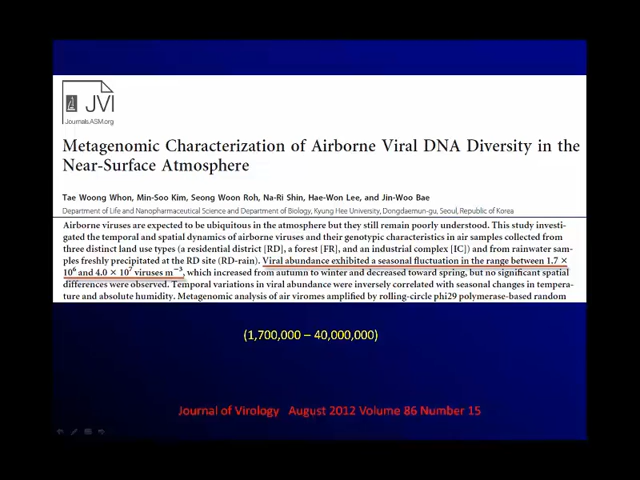 JVI
Journals.ASM.org
Metagenomic Characterization of Airborne Viral DNA Diversity in the
Near-Surface Atmosphere
Tae Woong Whon, Min-Soo Kim, Seong Woon Roh, Na-Ri Shin, Hae-Won Lee, and Jin-Woo Bae
Department of Life and Nanopharmaceutical Science and Department of Biology, Kyung Hee University, Dongdaemun-gu, Seoul, Republic of Korea
Airborne viruses are expected to be ubiquitous in the atmosphere but they still remain poorly understood. This study investi-
gated the temporal and spatial dynamics of airborne viruses and their genotypic characteristics in air samples collected from
three distinct land use types (a residential district [RD], a forest [FR], and an industrial complex [IC]) and from rainwater sam-
ples freshly precipitated at the RD site (RD-rain). Viral abundance exhibited a seasonal fluctuation in the range between 1.7 ×
10⁶ and 4.0 × 10⁷ viruses m⁻³, which increased from autumn to winter and decreased toward spring, but no significant spatial
differences were observed. Temporal variations in viral abundance were inversely correlated with seasonal changes in tempera-
ture and absolute humidity. Metagenomic analysis of air viromes amplified by rolling-circle phi29 polymerase-based random
(1,700,000 – 40,000,000)
Journal of Virology August 2012 Volume 86 Number 15